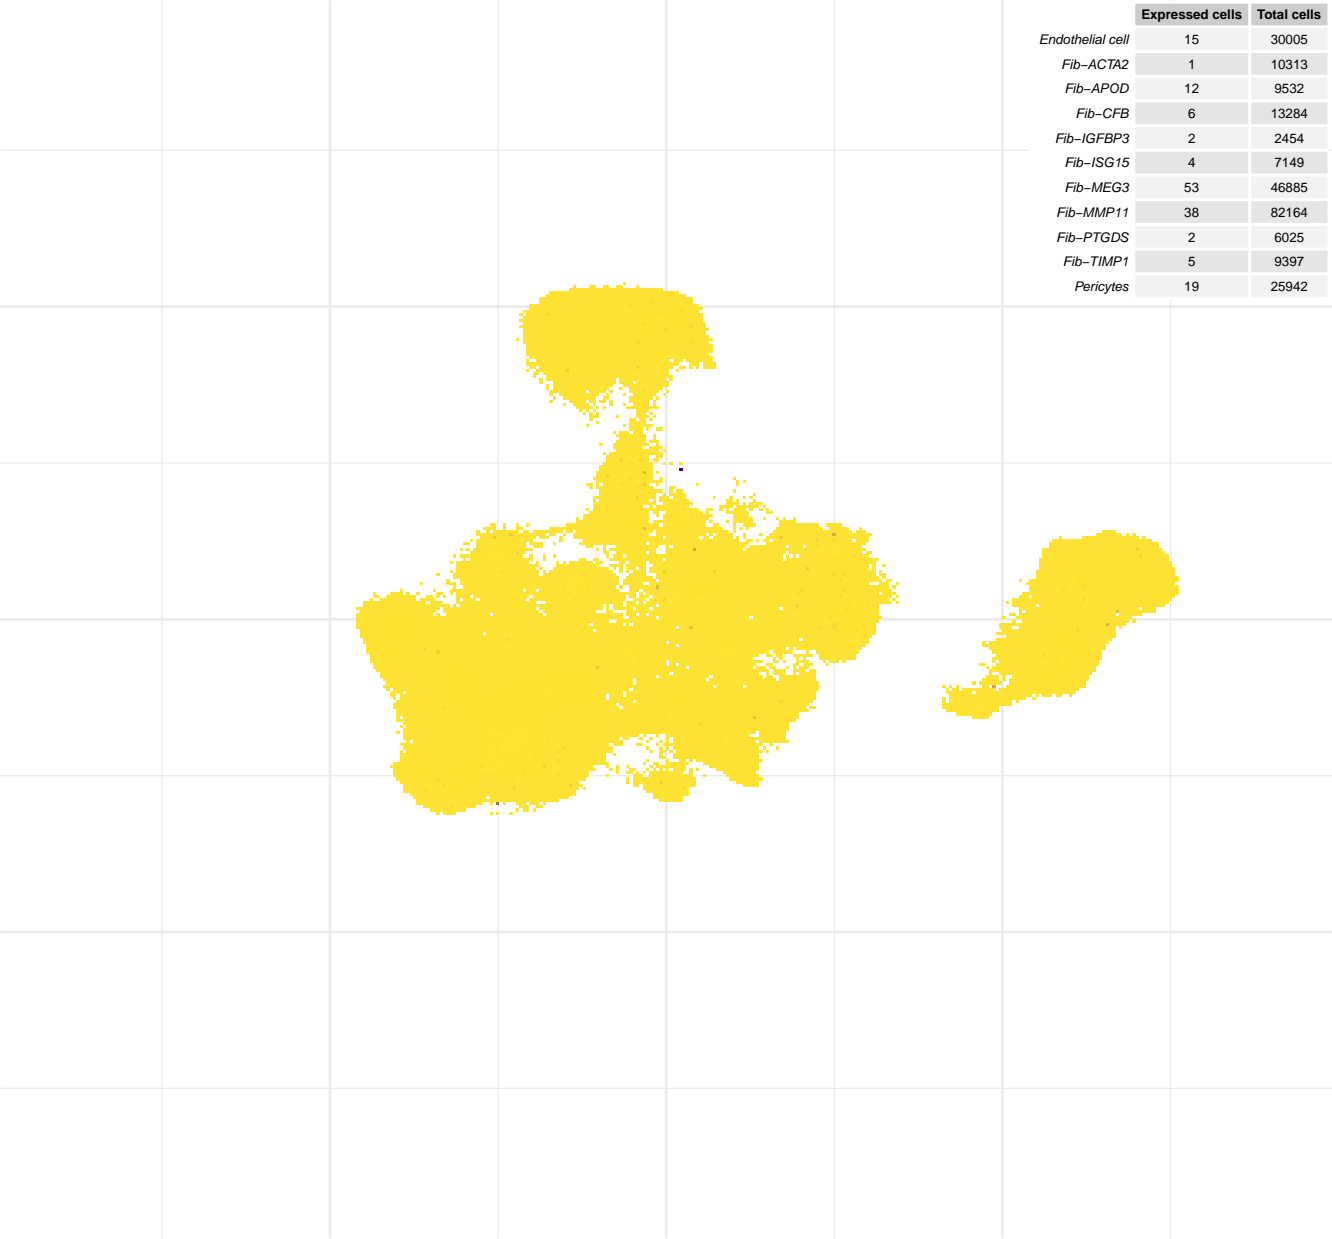 Expressed cells Total cells
Endothelial cell 15 30005
Fib−ACTA2 1 10313
Fib−APOD 12 9532
Fib−CFB 6 13284
Fib−IGFBP3 2 2454
Fib−ISG15 4 7149
Fib−MEG3 53 46885
Fib−MMP11 38 82164
Fib−PTGDS 2 6025
Fib−TIMP1 5 9397
Pericytes 19 25942